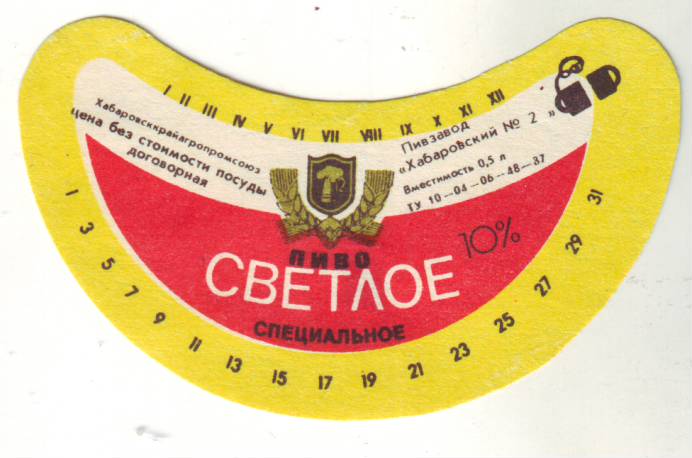 I II III IV V VI VII VIII IX X XI XII
Хабаровсккрайагропромсоюз
цена без стоимости посуды
договорная
Пивзавод
«Хабаровский № 2»
Вместимость 0,5 л
ТУ 10—04—06—48—37
ПИВО
СВЕТЛОЕ 10%
СПЕЦИАЛЬНОЕ
1 3 5 7 9 11 13 15 17 19 21 23 25 27 29 31